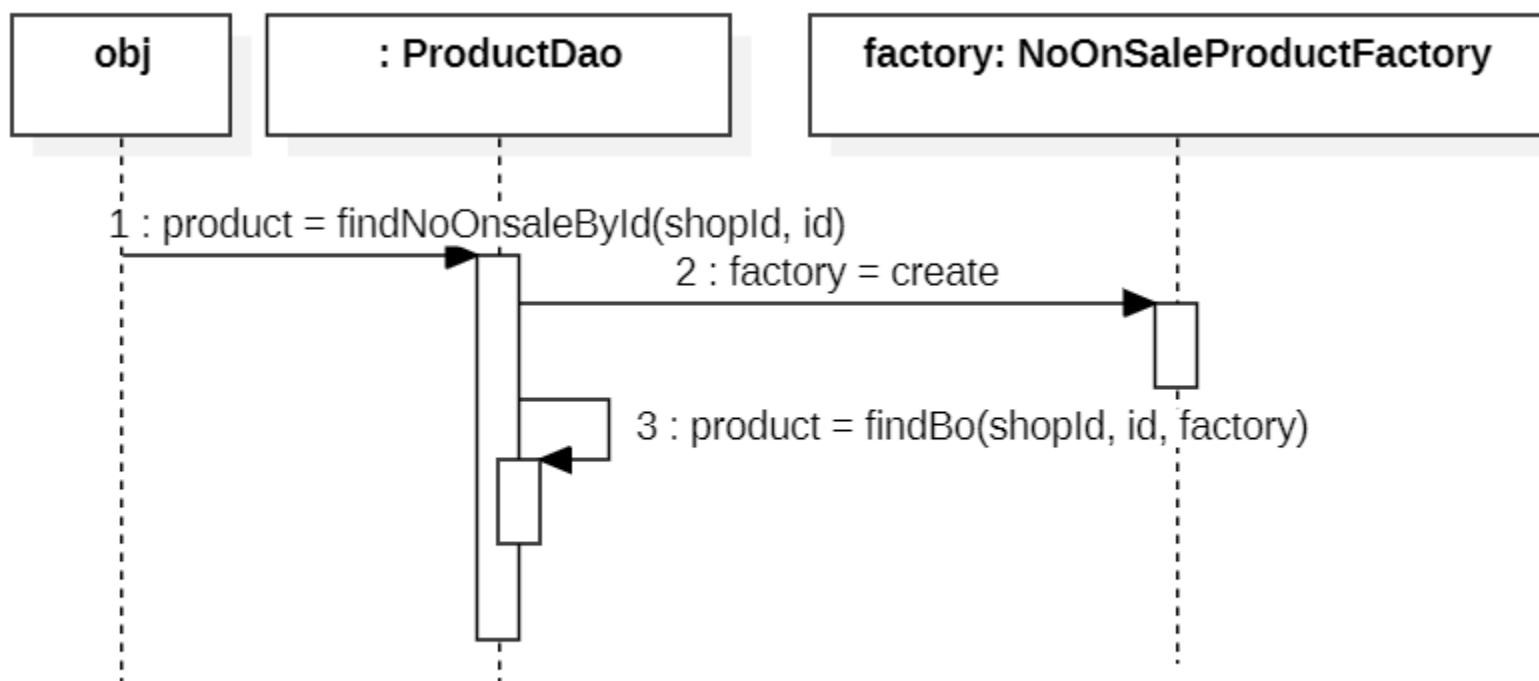 obj
: ProductDao
factory: NoOnSaleProductFactory
1 : product = findNoOnsaleById(shopId, id)
2 : factory = create
3 : product = findBo(shopId, id, factory)